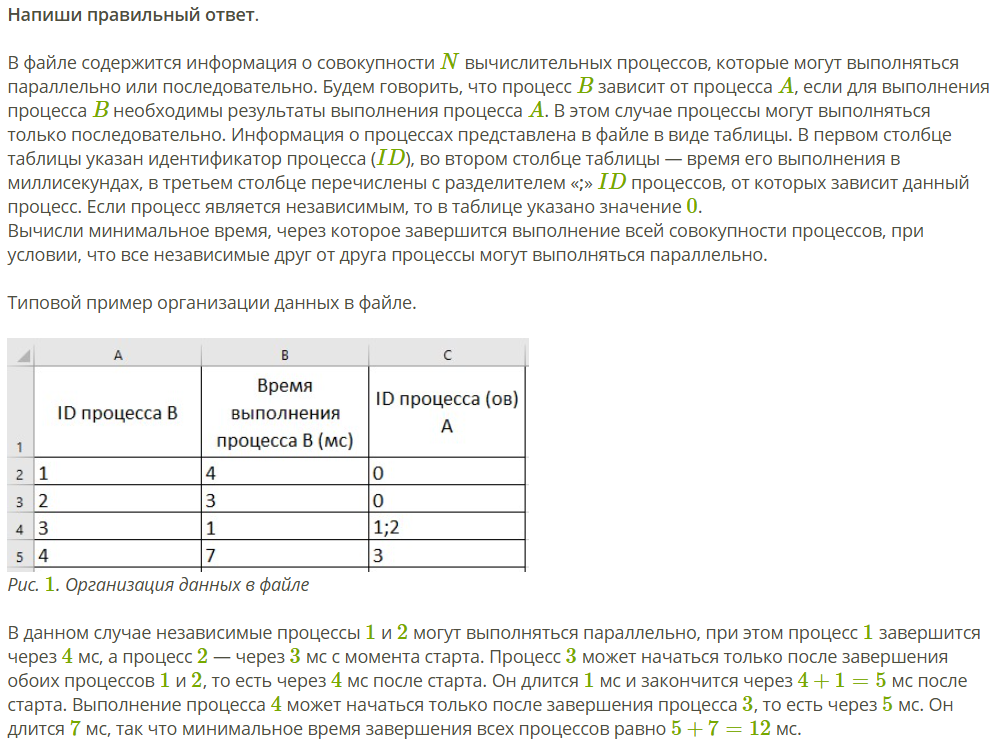 Напиши правильный ответ.
В файле содержится информация о совокупности N вычислительных процессов, которые могут выполняться
параллельно или последовательно. Будем говорить, что процесс B зависит от процесса A, если для выполнения
процесса B необходимы результаты выполнения процесса A. В этом случае процессы могут выполняться
только последовательно. Информация о процессах представлена в файле в виде таблицы. В первом столбце
таблицы указан идентификатор процесса (ID), во втором столбце таблицы — время его выполнения в
миллисекундах, в третьем столбце перечислены с разделителем «;» ID процессов, от которых зависит данный
процесс. Если процесс является независимым, то в таблице указано значение 0.
Вычисли минимальное время, через которое завершится выполнение всей совокупности процессов, при
условии, что все независимые друг от друга процессы могут выполняться параллельно.
Типовой пример организации данных в файле.
A B C
1 ID процесса B Время выполнения процесса B (мс) ID процесса (ов) A
2 1 4 0
3 2 3 0
4 3 1 1;2
5 4 7 3
Рис. 1. Организация данных в файле
В данном случае независимые процессы 1 и 2 могут выполняться параллельно, при этом процесс 1 завершится
через 4 мс, а процесс 2 — через 3 мс с момента старта. Процесс 3 может начаться только после завершения
обоих процессов 1 и 2, то есть через 4 мс после старта. Он длится 1 мс и закончится через 4 + 1 = 5 мс после
старта. Выполнение процесса 4 может начаться только после завершения процесса 3, то есть через 5 мс. Он
длится 7 мс, так что минимальное время завершения всех процессов равно 5 + 7 = 12 мс.